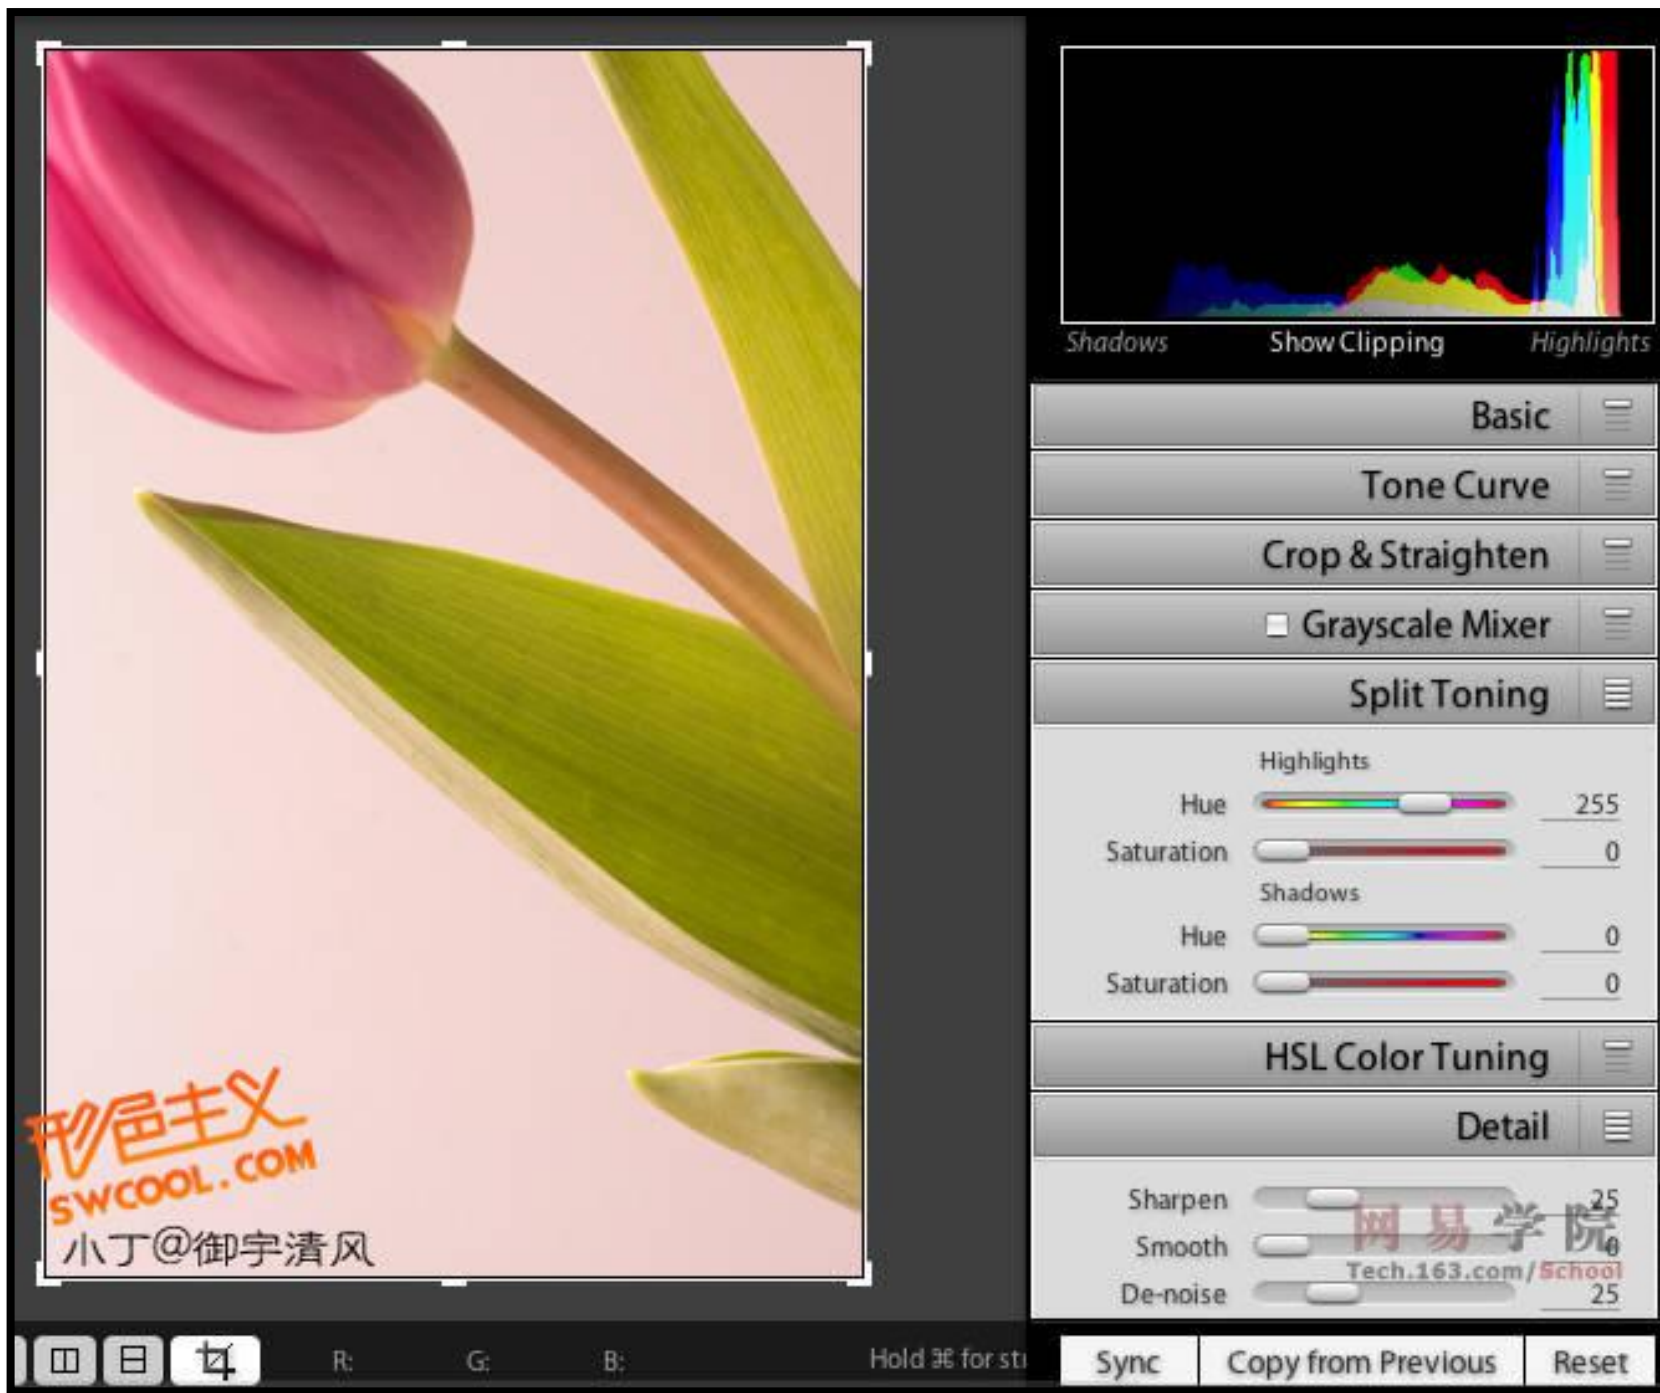 形色主义
SWCOOL.COM
小丁@御宇清风
R: G: B: Hold ⌘ for str
Shadows Show Clipping Highlights
Basic
Tone Curve
Crop & Straighten
Grayscale Mixer
Split Toning
Highlights
Hue 255
Saturation 0
Shadows
Hue 0
Saturation 0
HSL Color Tuning
Detail
Sharpen 25
网易学院
Smooth 0
Tech.163.com/School
De-noise 25
Sync Copy from Previous Reset